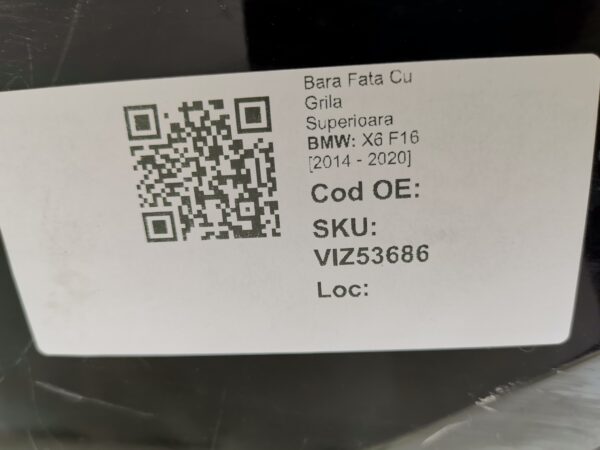 Bara Fata Cu
Grila
Superioara
BMW: X6 F16
[2014 - 2020]
Cod OE:
SKU:
VIZ53686
Loc: